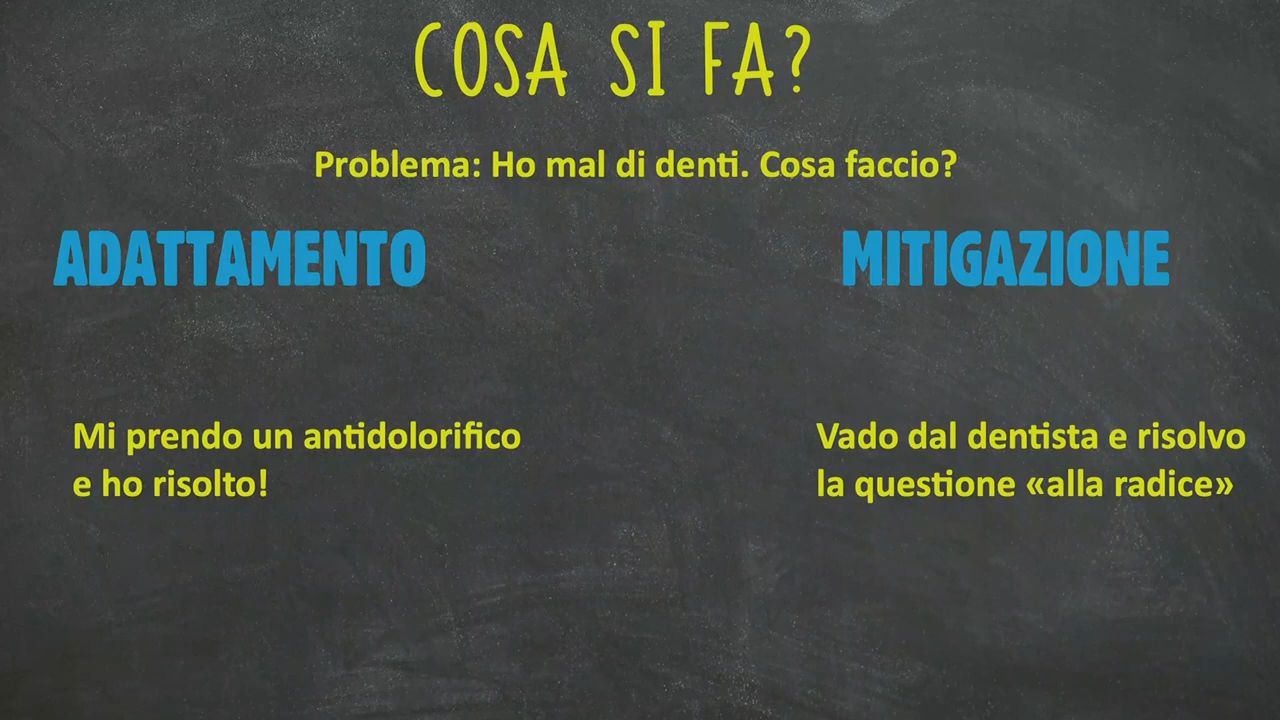 COSA SI FA?
Problema: Ho mal di denti. Cosa faccio?
ADATTAMENTO
MITIGAZIONE
Mi prendo un antidolorifico
e ho risolto!
Vado dal dentista e risolvo
la questione «alla radice»